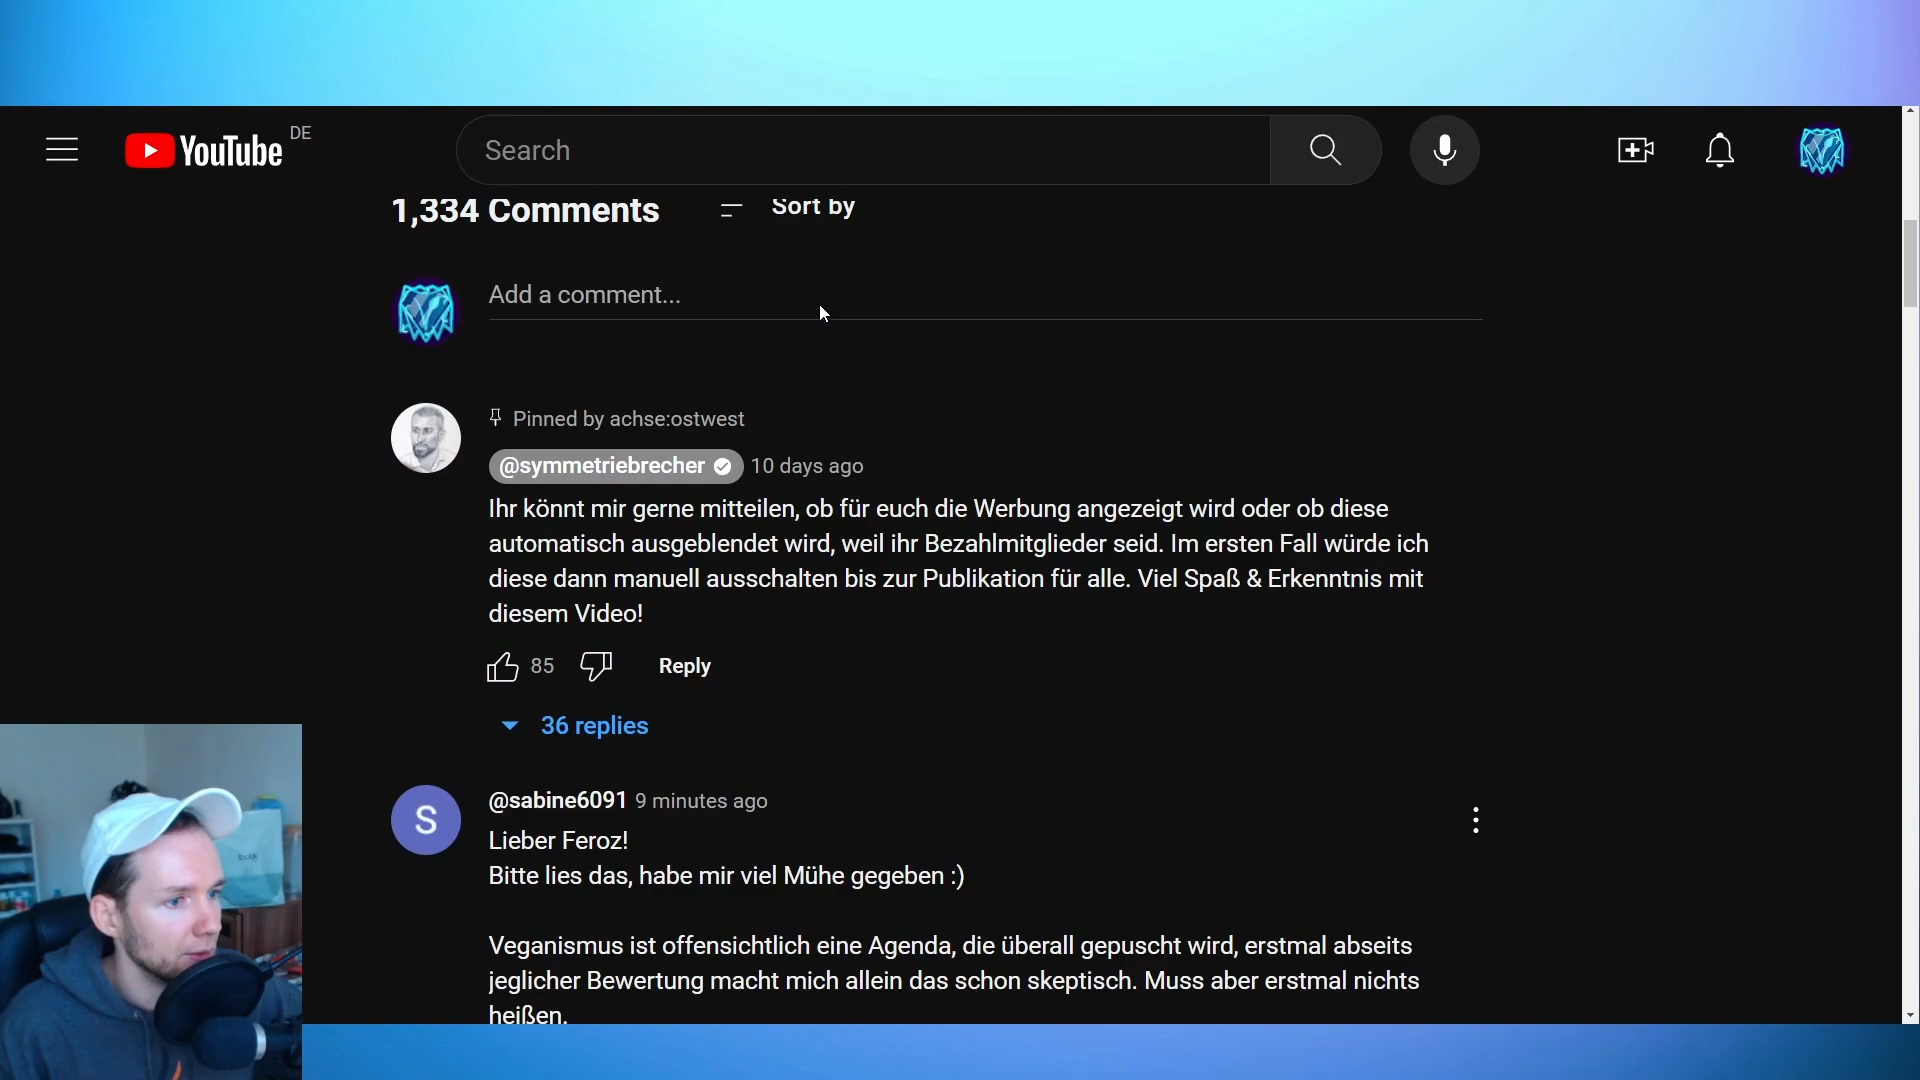 YouTube DE
Search
1,334 Comments Sort by
Add a comment...
Pinned by achse:ostwest
@symmetriebrecher 10 days ago
Ihr könnt mir gerne mitteilen, ob für euch die Werbung angezeigt wird oder ob diese
automatisch ausgeblendet wird, weil ihr Bezahlmitglieder seid. Im ersten Fall würde ich
diese dann manuell ausschalten bis zur Publikation für alle. Viel Spaß & Erkenntnis mit
diesem Video!
85 Reply
36 replies
S
@sabine6091 9 minutes ago
Lieber Feroz!
Bitte lies das, habe mir viel Mühe gegeben :)
Veganismus ist offensichtlich eine Agenda, die überall gepuscht wird, erstmal abseits
jeglicher Bewertung macht mich allein das schon skeptisch. Muss aber erstmal nichts
heißen.
bulk